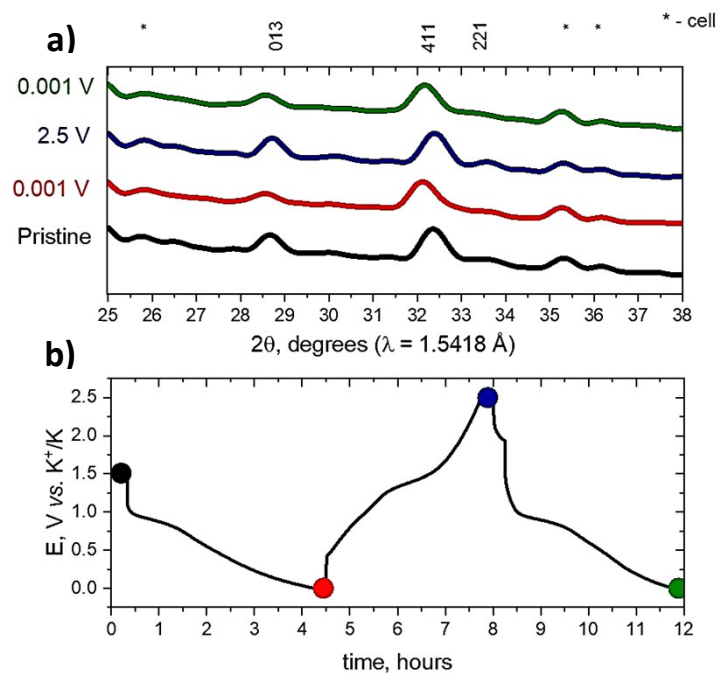 a)
*
013
411
221
*
*
* - cell
0.001 V
2.5 V
0.001 V
Pristine
25 26 27 28 29 30 31 32 33 34 35 36 37 38
2θ, degrees (λ = 1.5418 Å)
b)
E, V vs. K⁺/K
2.5
2.0
1.5
1.0
0.5
0.0
0 1 2 3 4 5 6 7 8 9 10 11 12
time, hours